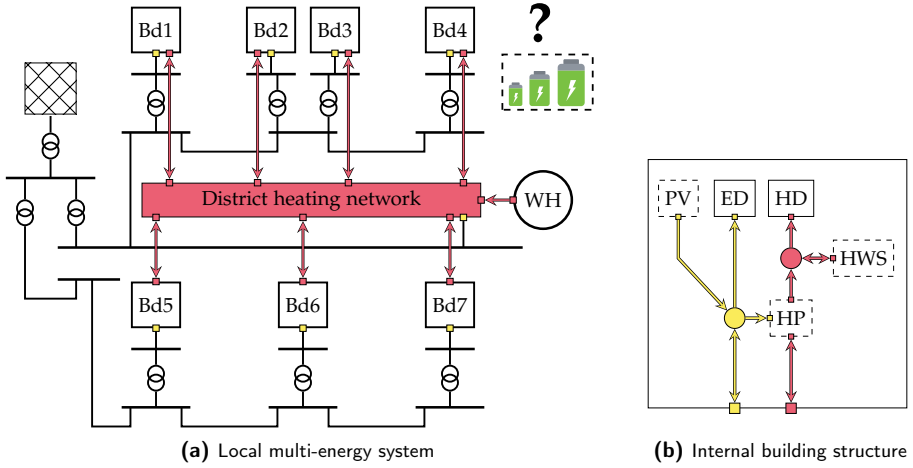 Bd1 Bd2 Bd3 Bd4 ?
District heating network WH
Bd5 Bd6 Bd7
(a) Local multi-energy system
PV ED HD
HWS
HP
(b) Internal building structure